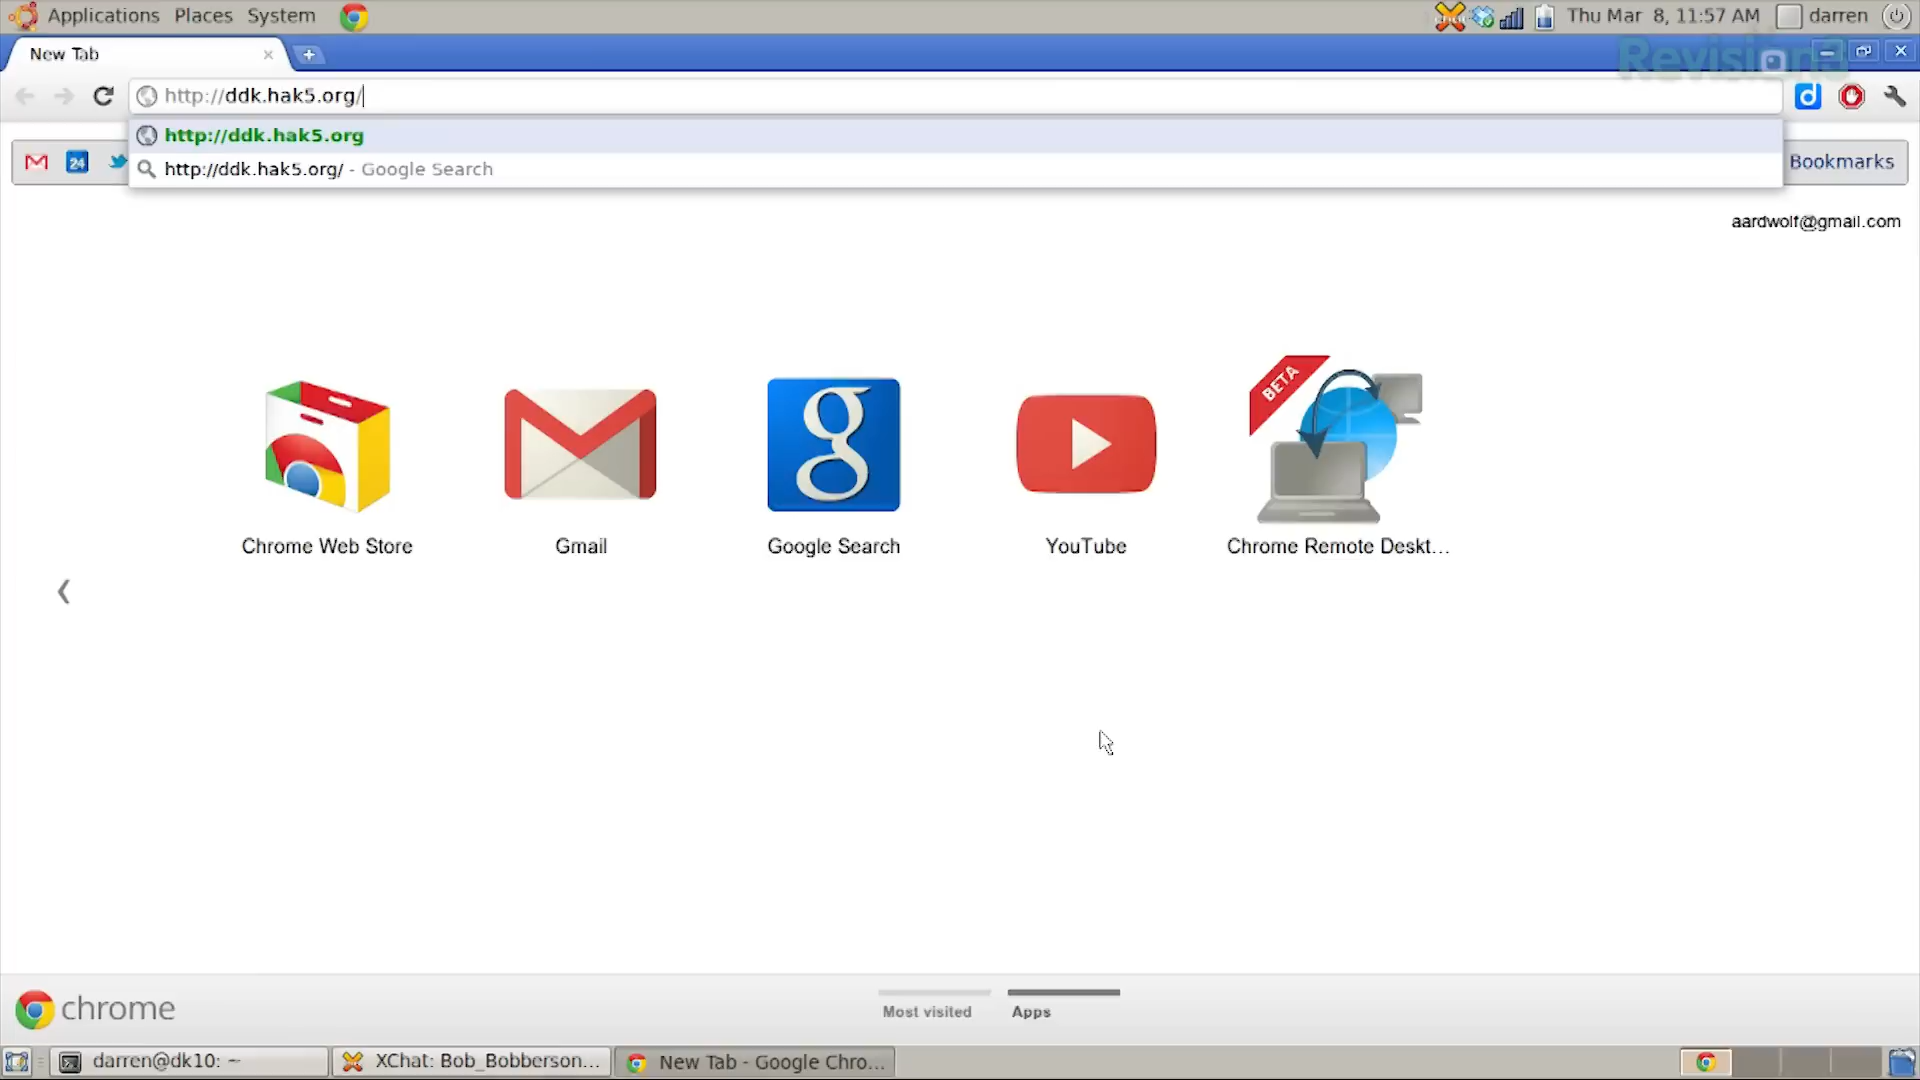 Applications Places System
Thu Mar 8, 11:57 AM darren
New Tab
Revision3
http://ddk.hak5.org/
http://ddk.hak5.org
http://ddk.hak5.org/ - Google Search
24
Bookmarks
aardwolf@gmail.com
BETA
Chrome Web Store
Gmail
Google Search
YouTube
Chrome Remote Deskt...
chrome
Most visited
Apps
darren@dk10: ~
XChat: Bob_Bobberson...
New Tab - Google Chro...